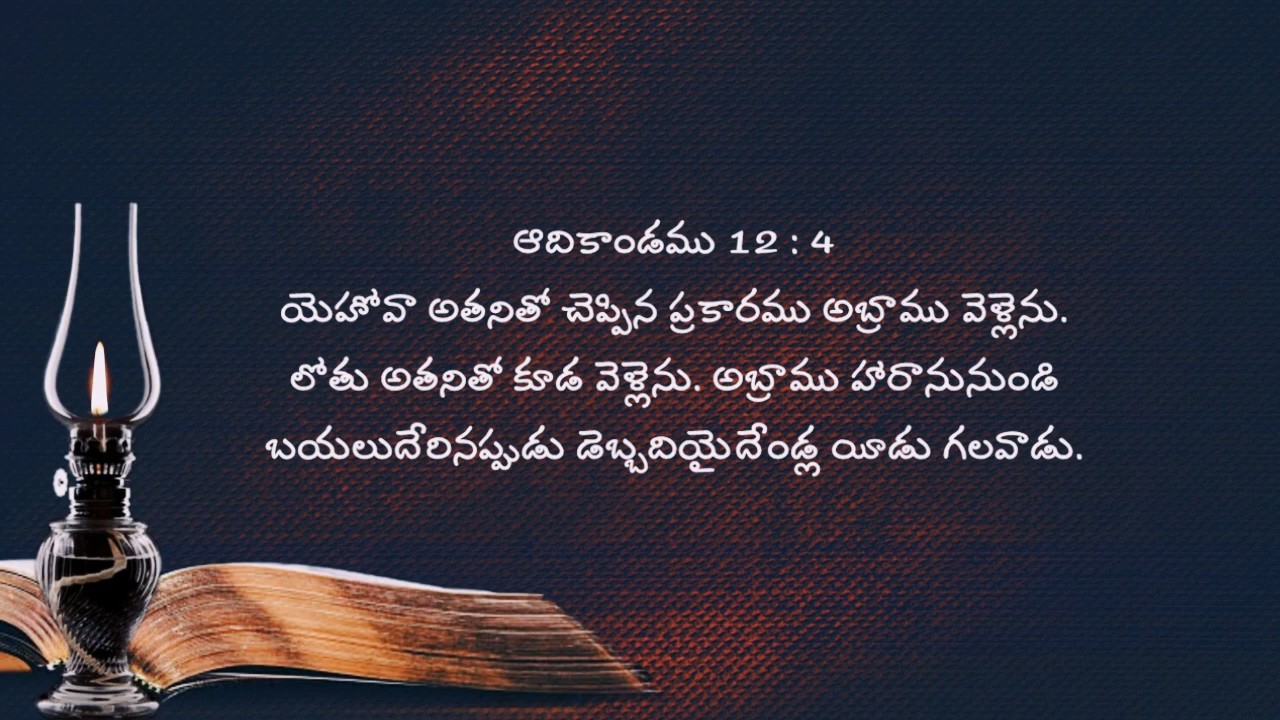 ఆదికాండము 12 : 4
యెహోవా అతనితో చెప్పిన ప్రకారము అబ్రాము వెళ్లెను.
లోతు అతనితో కూడ వెళ్లెను. అబ్రాము హారానునుండి
బయలుదేరినప్పుడు డెబ్బదియైదేండ్ల యీడు గలవాడు.